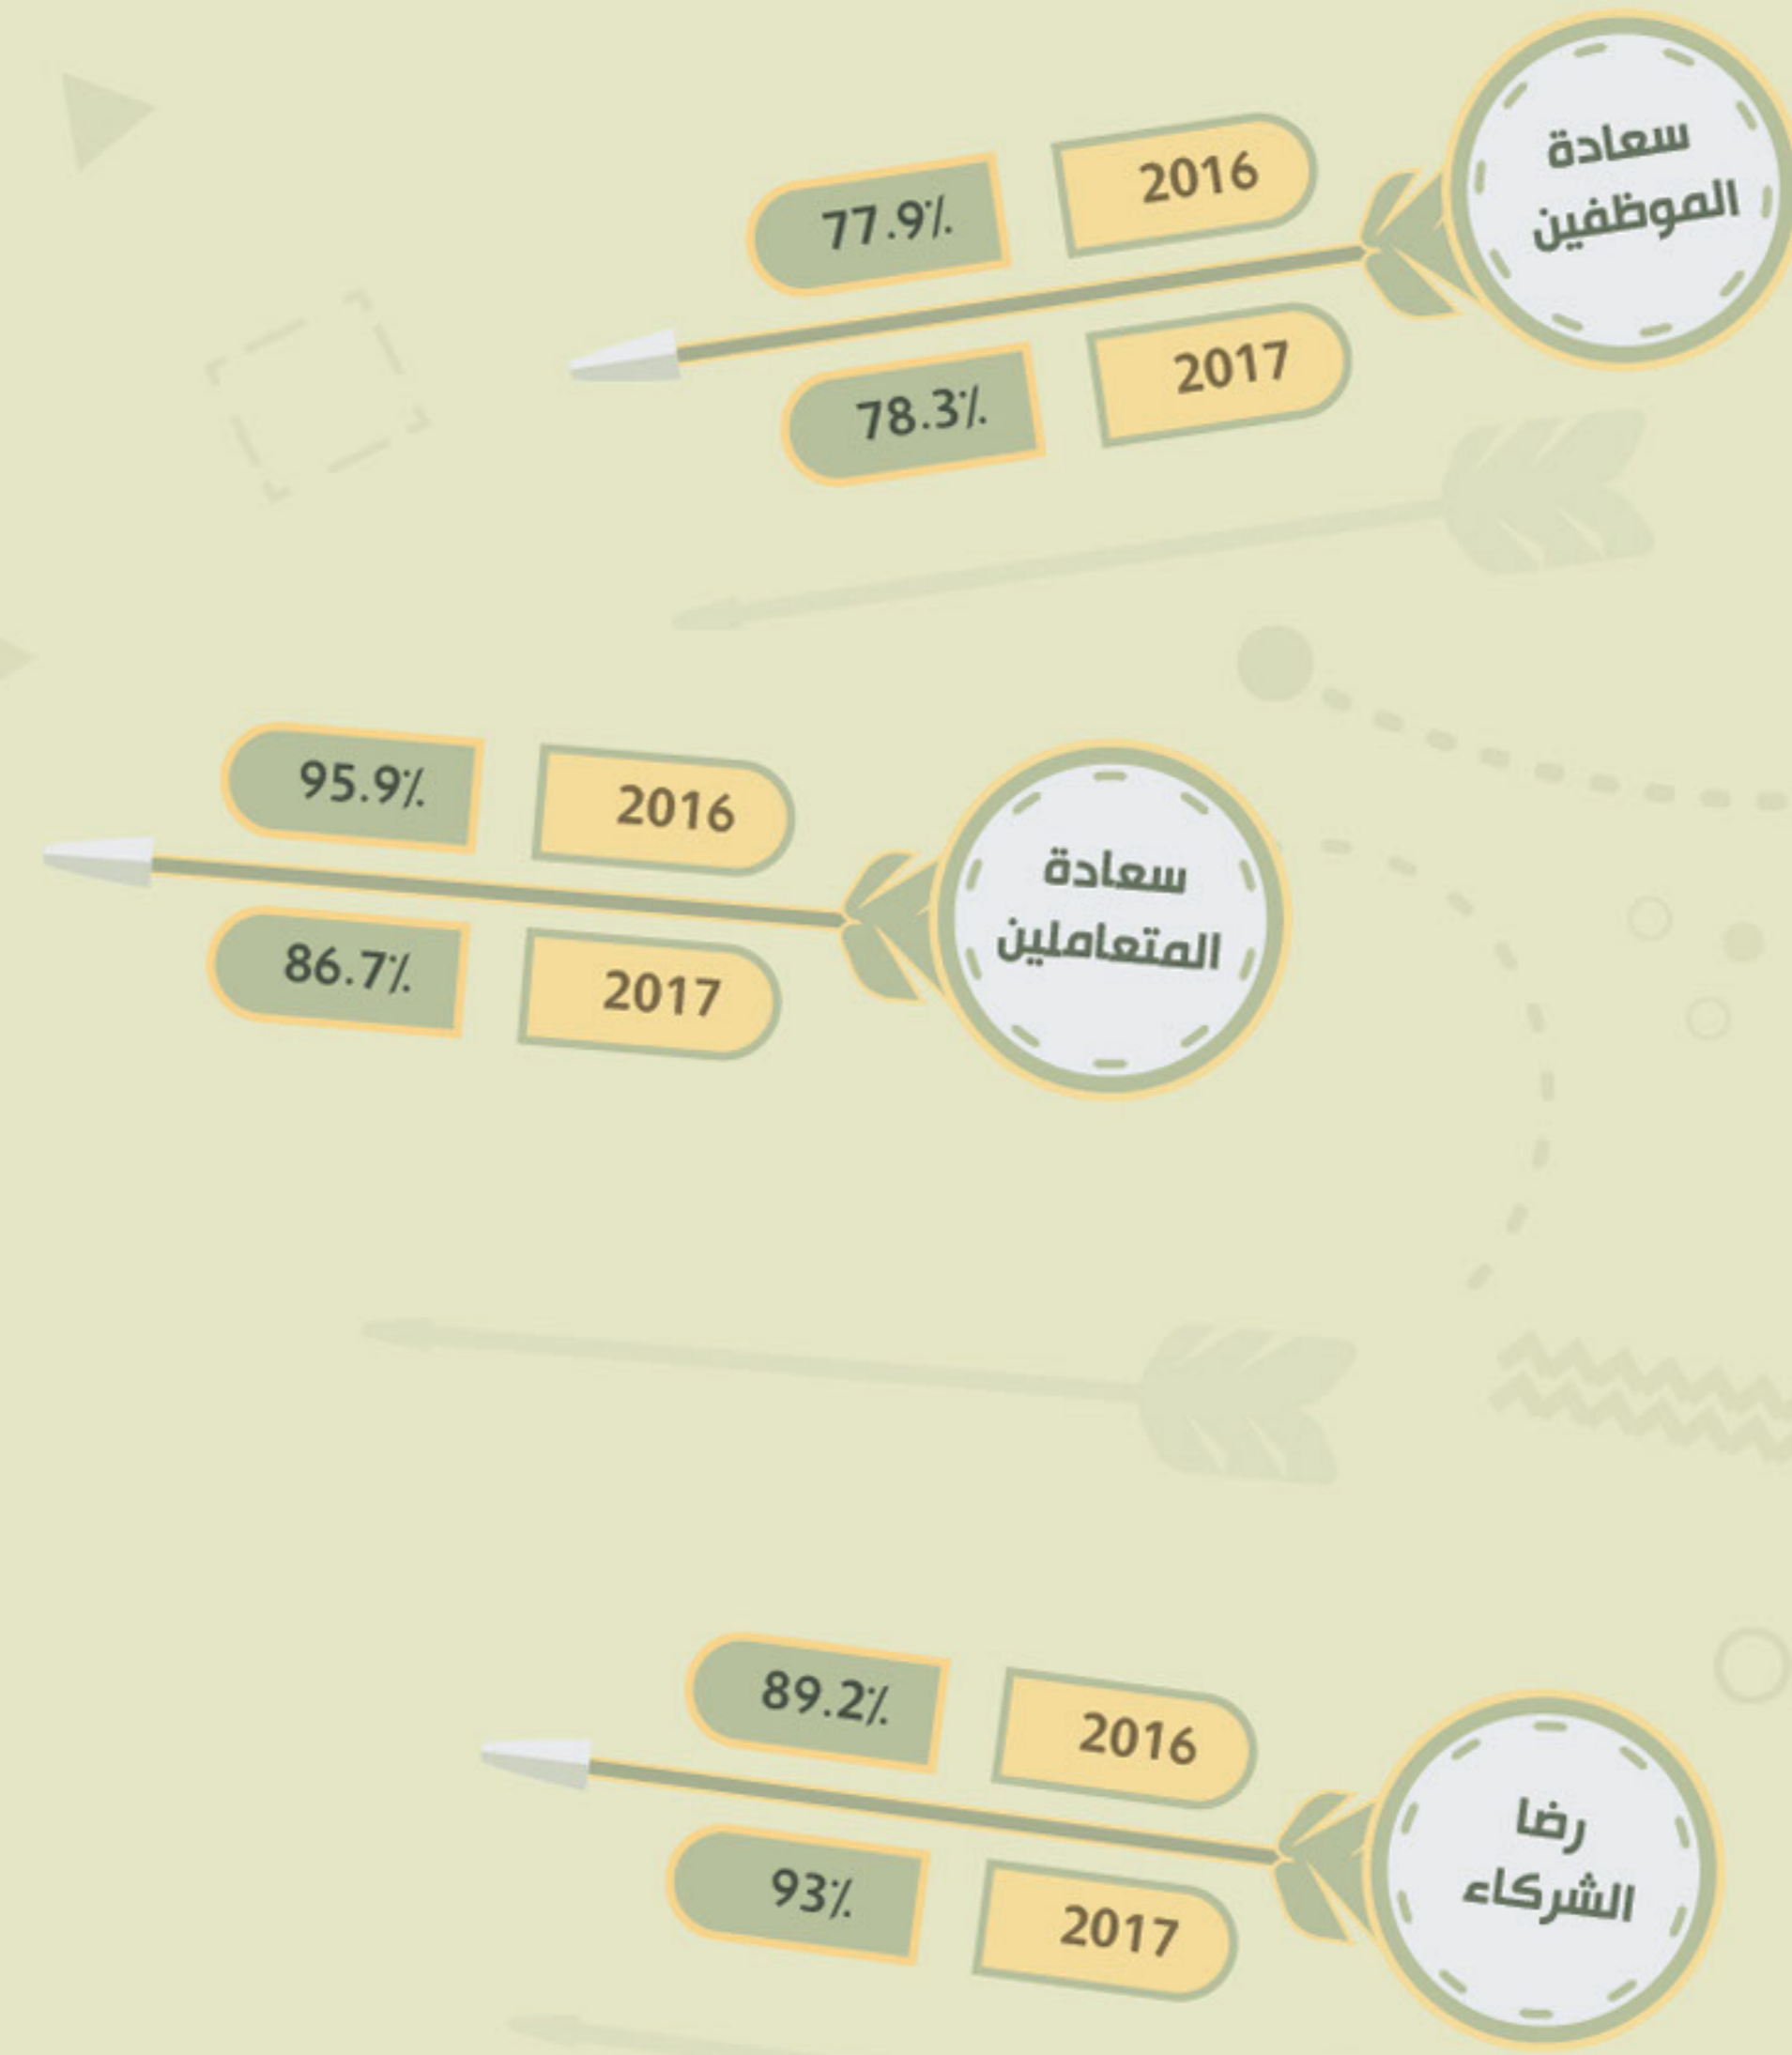 سعادة
الموظفين
2016
77.9٪
2017
78.3٪
سعادة
المتعاملين
2016
95.9٪
2017
86.7٪
رضا
الشركاء
2016
89.2٪
2017
93٪